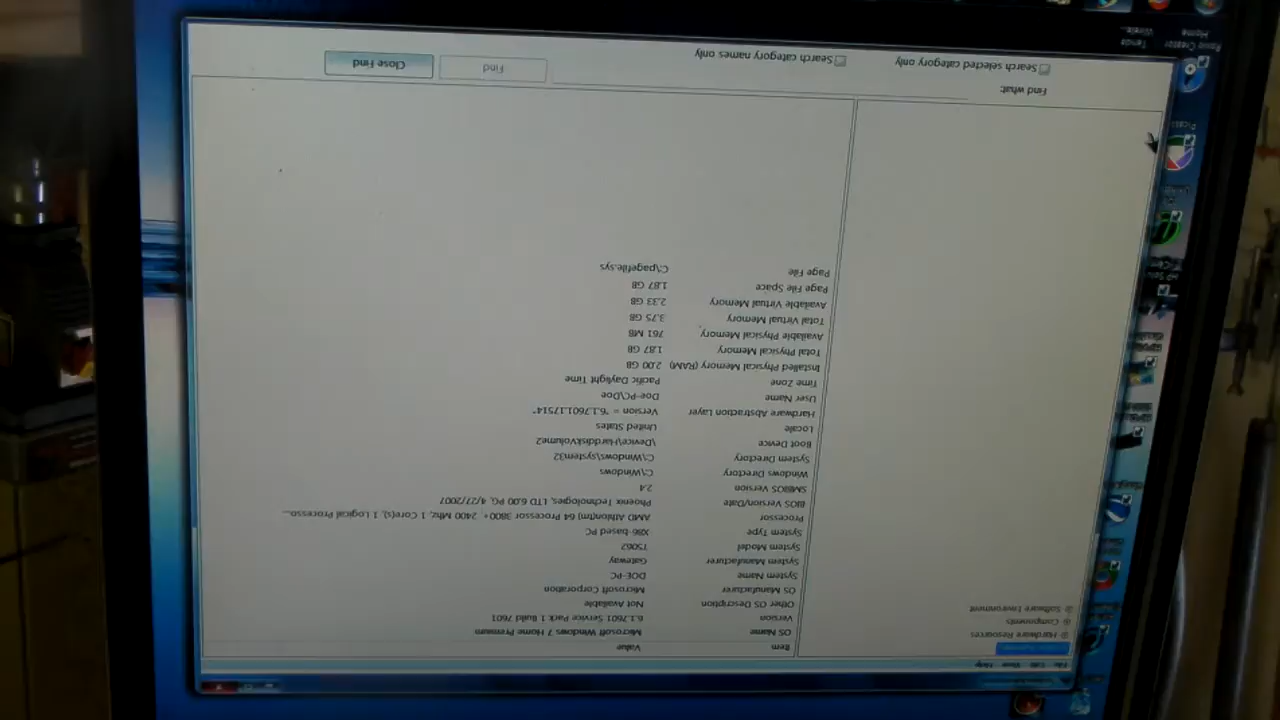 File Edit View Help
Hardware Resources
Components
Software Environment
Item Value
OS Name Microsoft Windows 7 Home Premium
Version 6.1.7601 Service Pack 1 Build 7601
Other OS Description Not Available
OS Manufacturer Microsoft Corporation
System Name DOE-PC
System Manufacturer Gateway
System Model T5062
System Type X86-based PC
Processor AMD Athlon(tm) 64 Processor 3800+, 2400 Mhz, 1 Core(s), 1 Logical Processo...
BIOS Version/Date Phoenix Technologies, LTD 6.00 PG, 4/27/2007
SMBIOS Version 2.4
Windows Directory C:\Windows
System Directory C:\Windows\system32
Boot Device \Device\HarddiskVolume2
Locale United States
Hardware Abstraction Layer Version = "6.1.7601.17514"
User Name Doe-PC\Doe
Time Zone Pacific Daylight Time
Installed Physical Memory (RAM) 2.00 GB
Total Physical Memory 1.87 GB
Available Physical Memory 761 MB
Total Virtual Memory 3.75 GB
Available Virtual Memory 2.33 GB
Page File Space 1.87 GB
Page File C:\pagefile.sys
Find what: Find Close Find
Search selected category only Search category names only